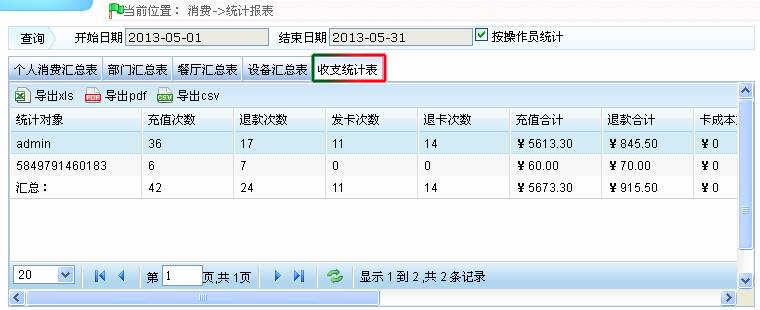 当前位置： 消费->统计报表
查询 开始日期 2013-05-01 结束日期 2013-05-31 按操作员统计
个人消费汇总表 部门汇总表 餐厅汇总表 设备汇总表 收支统计表
导出xls 导出pdf 导出csv
统计对象 充值次数 退款次数 发卡次数 退卡次数 充值合计 退款合计 卡成本
admin 36 17 11 14 ¥ 5613.30 ¥ 845.50 ¥ 0
5849791460183 6 7 0 0 ¥ 60.00 ¥ 70.00 ¥ 0
汇总： 42 24 11 14 ¥ 5673.30 ¥ 915.50 ¥ 0
20 第 1 页,共 1页 显示 1 到 2 ,共 2 条记录